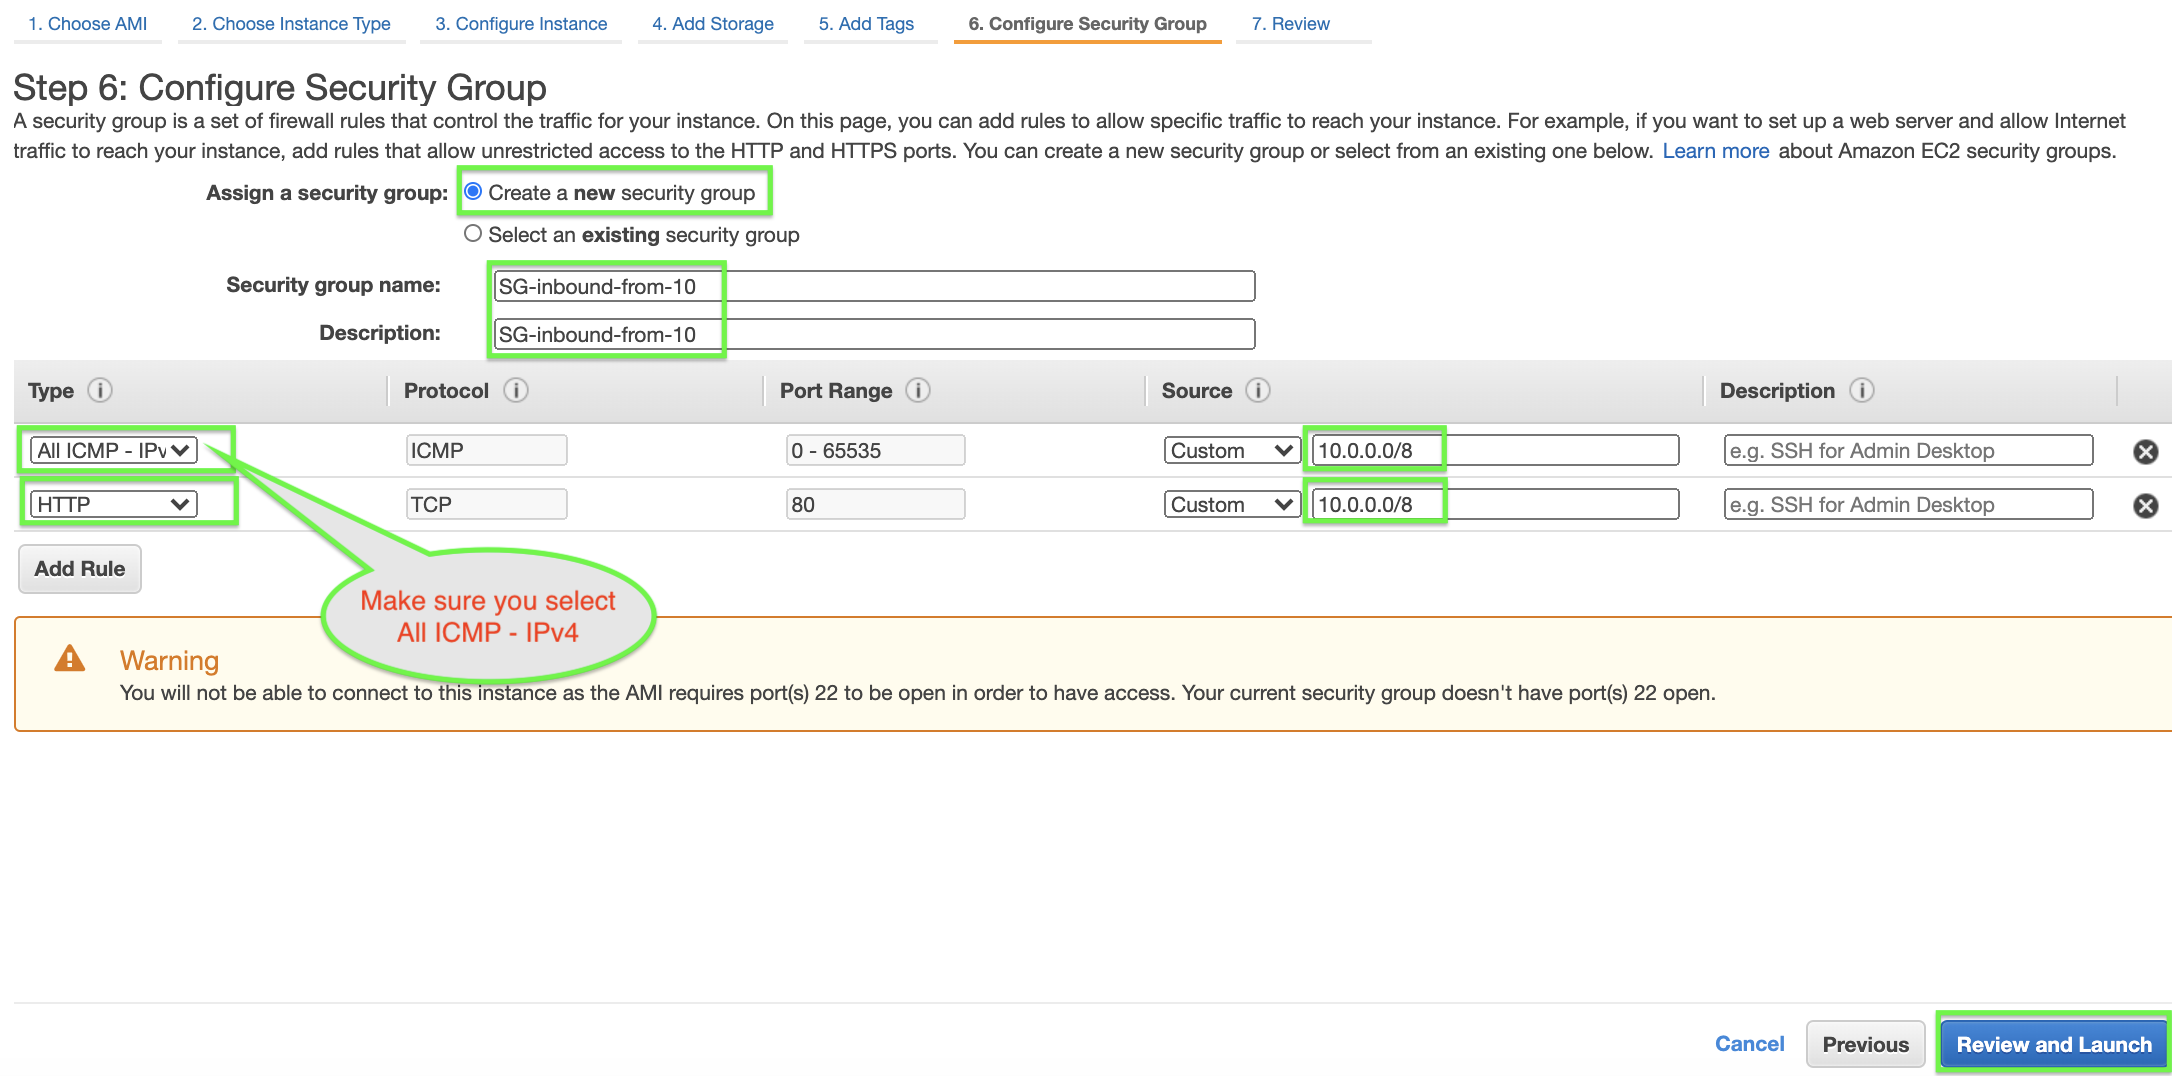 1. Choose AMI 2. Choose Instance Type 3. Configure Instance 4. Add Storage 5. Add Tags 6. Configure Security Group 7. Review
Step 6: Configure Security Group
A security group is a set of firewall rules that control the traffic for your instance. On this page, you can add rules to allow specific traffic to reach your instance. For example, if you want to set up a web server and allow Internet
traffic to reach your instance, add rules that allow unrestricted access to the HTTP and HTTPS ports. You can create a new security group or select from an existing one below. Learn more about Amazon EC2 security groups.
Assign a security group: Create a new security group
Select an existing security group
Security group name: SG-inbound-from-10
Description: SG-inbound-from-10
Type i Protocol i Port Range i Source i Description i
All ICMP - IPv ICMP 0 - 65535 Custom 10.0.0.0/8 e.g. SSH for Admin Desktop
HTTP TCP 80 Custom 10.0.0.0/8 e.g. SSH for Admin Desktop
Add Rule
Make sure you select
All ICMP - IPv4
Warning
You will not be able to connect to this instance as the AMI requires port(s) 22 to be open in order to have access. Your current security group doesn't have port(s) 22 open.
Cancel Previous Review and Launch